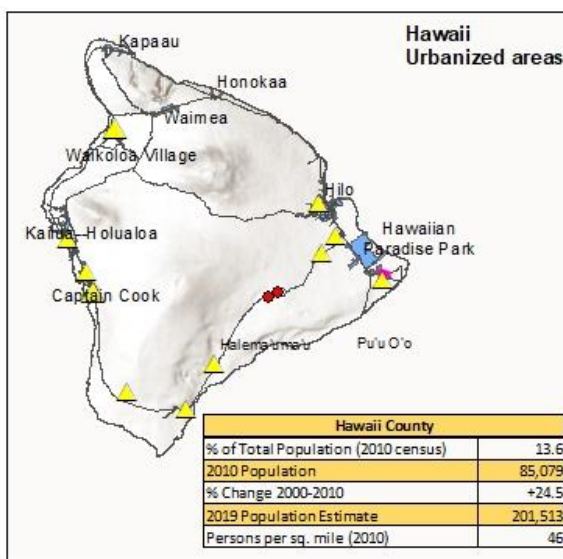 Hawaii
Urbanized areas
Kapaau
Honokaa
Waimea
Waikoloa Village
Hilo
Kailua--Holualoa
Hawaiian
Paradise Park
Captain Cook
Halema'uma'u
Pu'u O'o
Hawaii County
% of Total Population (2010 census) 13.6
2010 Population 85,079
% Change 2000-2010 +24.5
2019 Population Estimate 201,513
Persons per sq. mile (2010) 46